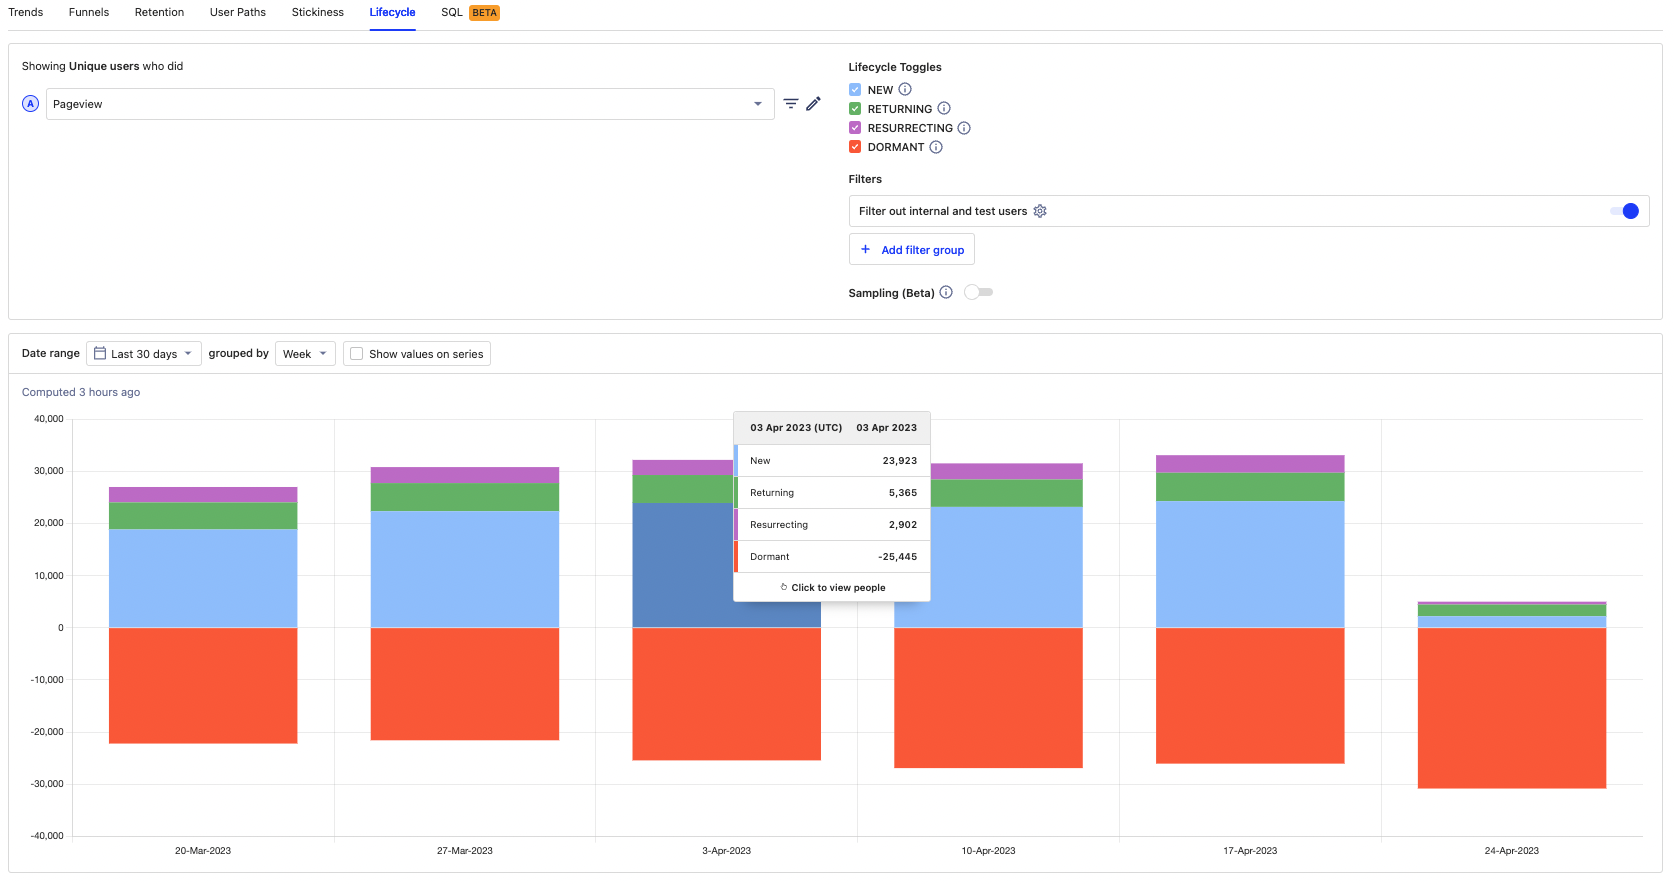 Trends Funnels Retention User Paths Stickiness Lifecycle SQL BETA
Showing Unique users who did
A Pageview
Lifecycle Toggles
NEW
RETURNING
RESURRECTING
DORMANT
Filters
Filter out internal and test users
+ Add filter group
Sampling (Beta)
Date range Last 30 days grouped by Week Show values on series
Computed 3 hours ago
40,000
30,000
20,000
10,000
0
-10,000
-20,000
-30,000
-40,000
03 Apr 2023 (UTC) 03 Apr 2023
New 23,923
Returning 5,365
Resurrecting 2,902
Dormant -25,445
Click to view people
20-Mar-2023 27-Mar-2023 3-Apr-2023 10-Apr-2023 17-Apr-2023 24-Apr-2023